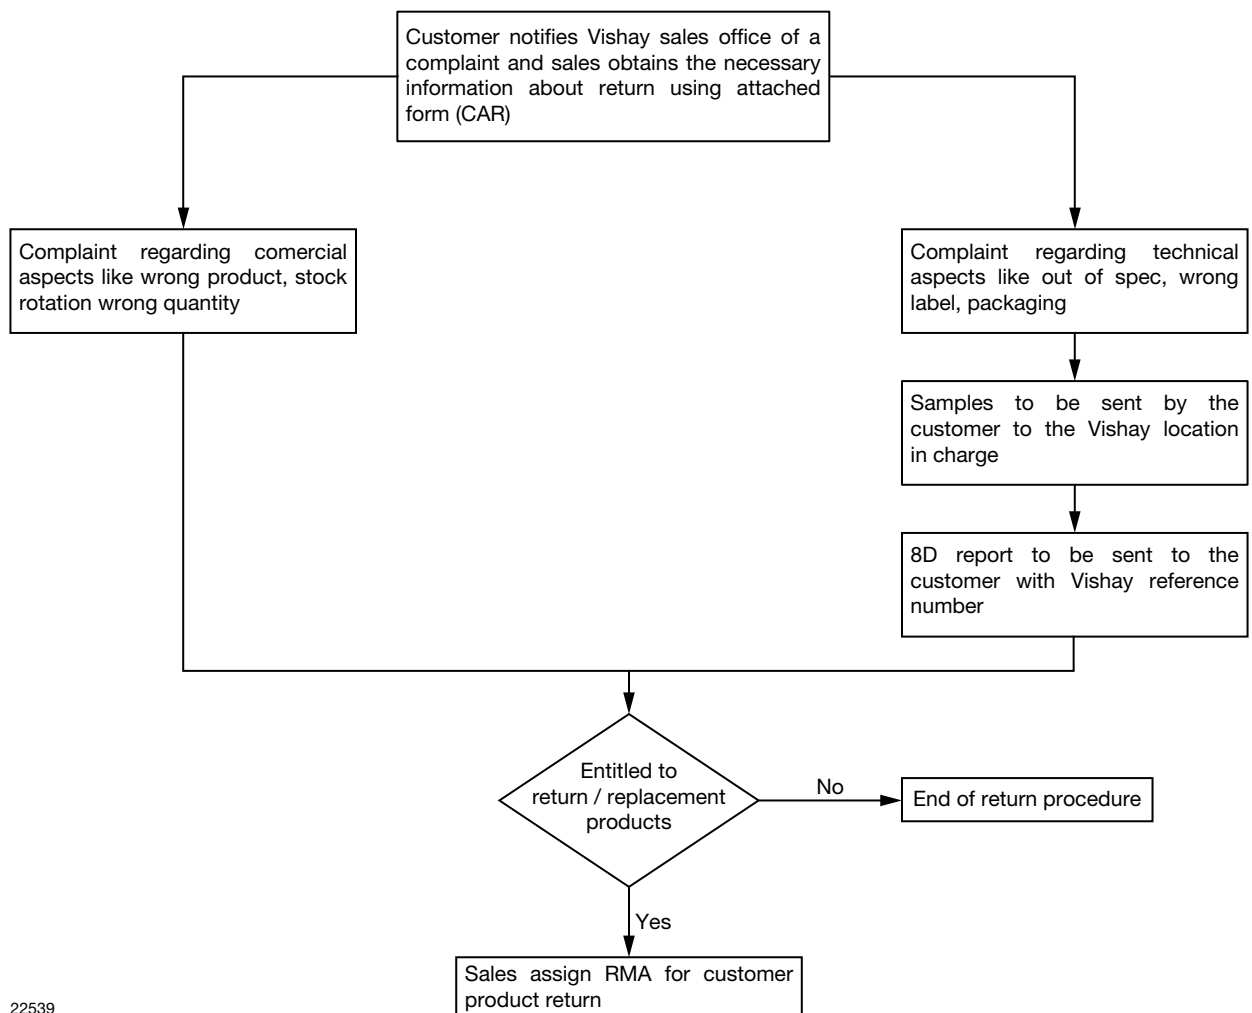 Customer notifies Vishay sales office of a
complaint and sales obtains the necessary
information about return using attached
form (CAR)
Complaint regarding comercial
aspects like wrong product, stock
rotation wrong quantity
Complaint regarding technical
aspects like out of spec, wrong
label, packaging
Samples to be sent by the
customer to the Vishay location
in charge
8D report to be sent to the
customer with Vishay reference
number
Entitled to
return / replacement
products
No
End of return procedure
Yes
Sales assign RMA for customer
product return
22539